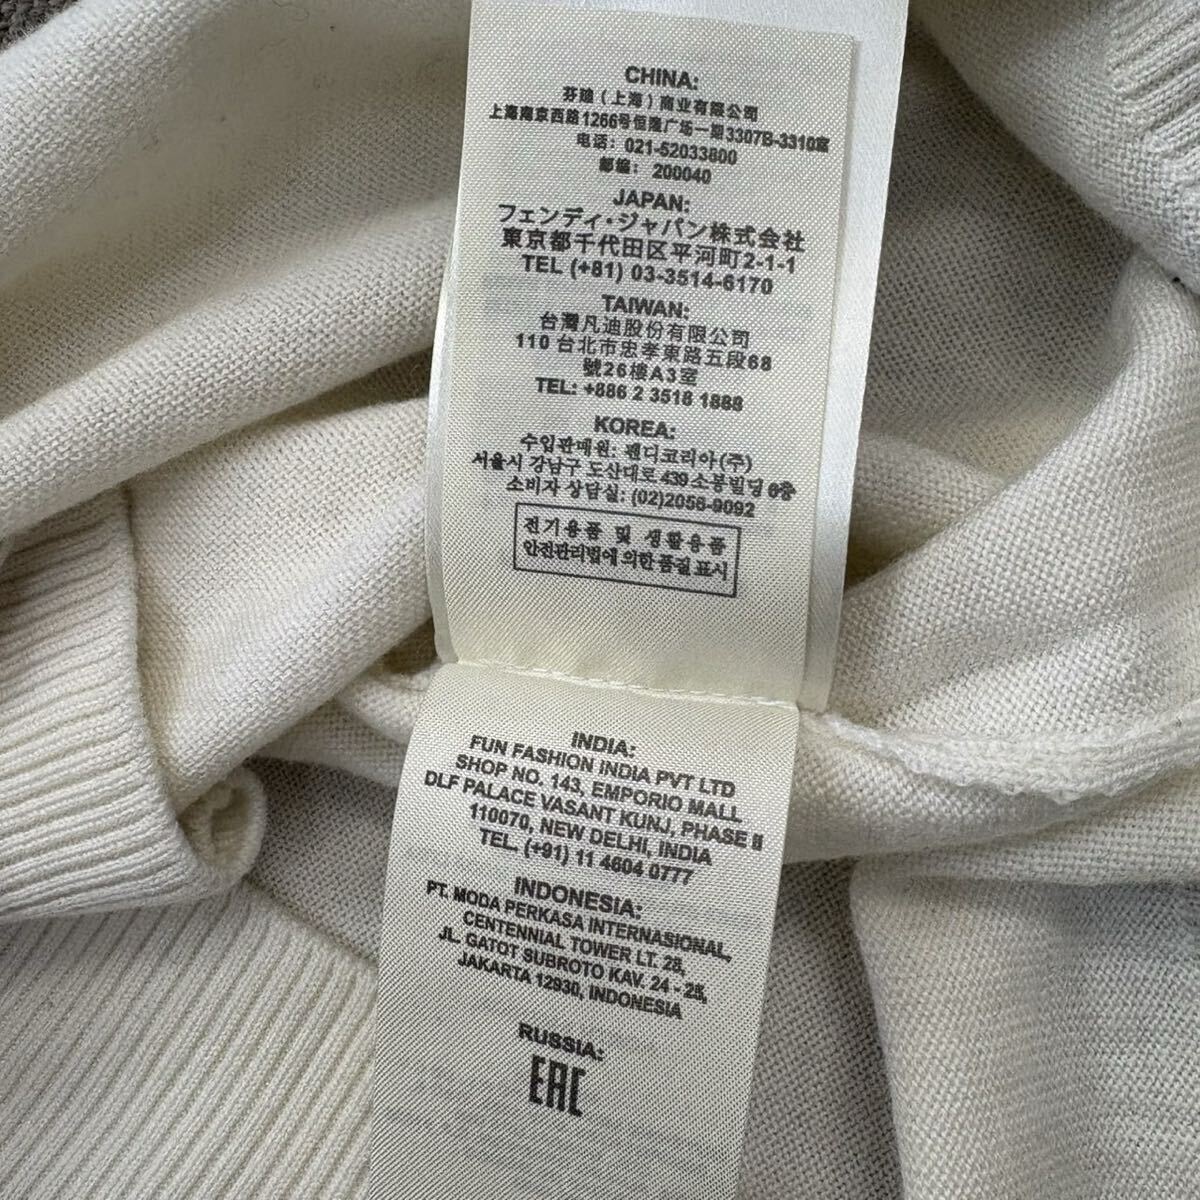 CHINA:
芬迪（上海）商业有限公司
上海南京西路1266号恒隆广场一期3307B-3310室
电话: 021-52033800
邮编: 200040
JAPAN:
フェンディ・ジャパン株式会社
東京都千代田区平河町2-1-1
TEL (+81) 03-3514-6170
TAIWAN:
台灣凡迪股份有限公司
110 台北市忠孝東路五段68
號26樓A3室
TEL: +886 2 3518 1888
KOREA:
수입판매원: 펜디코리아(주)
서울시 강남구 도산대로 439 소봉빌딩 6층
소비자 상담실: (02)2056-9092
전기용품 및 생활용품
안전관리법에 의한 품질 표시
INDIA:
FUN FASHION INDIA PVT LTD
SHOP NO. 143, EMPORIO MALL
DLF PALACE VASANT KUNJ, PHASE II
110070, NEW DELHI, INDIA
TEL. (+91) 11 4604 0777
INDONESIA:
PT. MODA PERKASA INTERNASIONAL,
CENTENNIAL TOWER LT. 28,
JL. GATOT SUBROTO KAV. 24 - 25,
JAKARTA 12930, INDONESIA
RUSSIA:
EAC